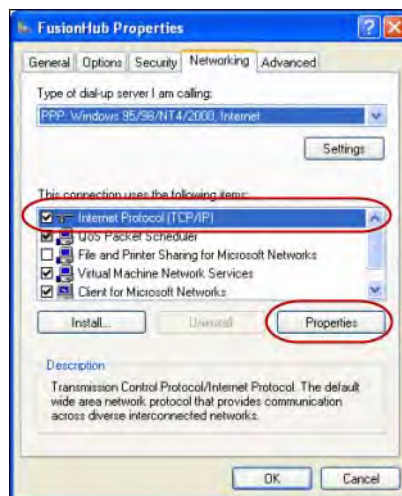 FusionHub Properties
General Options Security Networking Advanced
Type of dial-up server I am calling:
PPP: Windows 95/98/NT4/2000, Internet
Settings
This connection uses the following items:
Internet Protocol (TCP/IP)
QoS Packet Scheduler
File and Printer Sharing for Microsoft Networks
Virtual Machine Network Services
Client for Microsoft Networks
Install... Uninstall Properties
Description
Transmission Control Protocol/Internet Protocol. The default
wide area network protocol that provides communication
across diverse interconnected networks.
OK Cancel